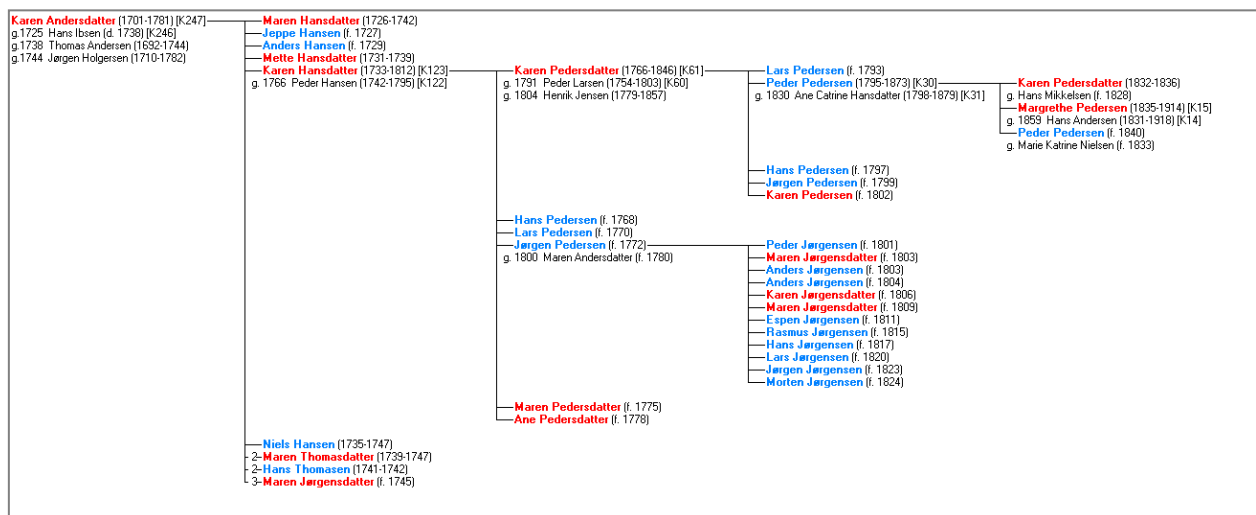 Karen Andersdatter (1701-1781) [K247]
g.1725 Hans Ibsen (d. 1738) [K246]
g.1738 Thomas Andersen (1692-1744)
g.1744 Jørgen Holgersen (1710-1782)
Maren Hansdatter (1726-1742)
Jeppe Hansen (f. 1727)
Anders Hansen (f. 1729)
Mette Hansdatter (1731-1739)
Karen Hansdatter (1733-1812) [K123]
g. 1766 Peder Hansen (1742-1795) [K122]
Karen Pedersdatter (1766-1846) [K61]
g. 1791 Peder Larsen (1754-1803) [K60]
g. 1804 Henrik Jensen (1779-1857)
Lars Pedersen (f. 1793)
Peder Pedersen (1795-1873) [K30]
g. 1830 Ane Catrine Hansdatter (1798-1879) [K31]
Karen Pedersdatter (1832-1836)
g. Hans Mikkelsen (f. 1828)
Margrethe Pedersen (1835-1914) [K15]
g. 1859 Hans Andersen (1831-1918) [K14]
Peder Pedersen (f. 1840)
g. Marie Katrine Nielsen (f. 1833)
Hans Pedersen (f. 1797)
Jørgen Pedersen (f. 1799)
Karen Pedersen (f. 1802)
Hans Pedersen (f. 1768)
Lars Pedersen (f. 1770)
Jørgen Pedersen (f. 1772)
g. 1800 Maren Andersdatter (f. 1780)
Peder Jørgensen (f. 1801)
Maren Jørgensdatter (f. 1803)
Anders Jørgensen (f. 1803)
Anders Jørgensen (f. 1804)
Karen Jørgensdatter (f. 1806)
Maren Jørgensdatter (f. 1809)
Espen Jørgensen (f. 1811)
Rasmus Jørgensen (f. 1815)
Hans Jørgensen (f. 1817)
Lars Jørgensen (f. 1820)
Jørgen Jørgensen (f. 1823)
Morten Jørgensen (f. 1824)
Maren Pedersdatter (f. 1775)
Ane Pedersdatter (f. 1778)
Niels Hansen (1735-1747)
2 Maren Thomasdatter (1739-1747)
2 Hans Thomasen (1741-1742)
3 Maren Jørgensdatter (f. 1745)